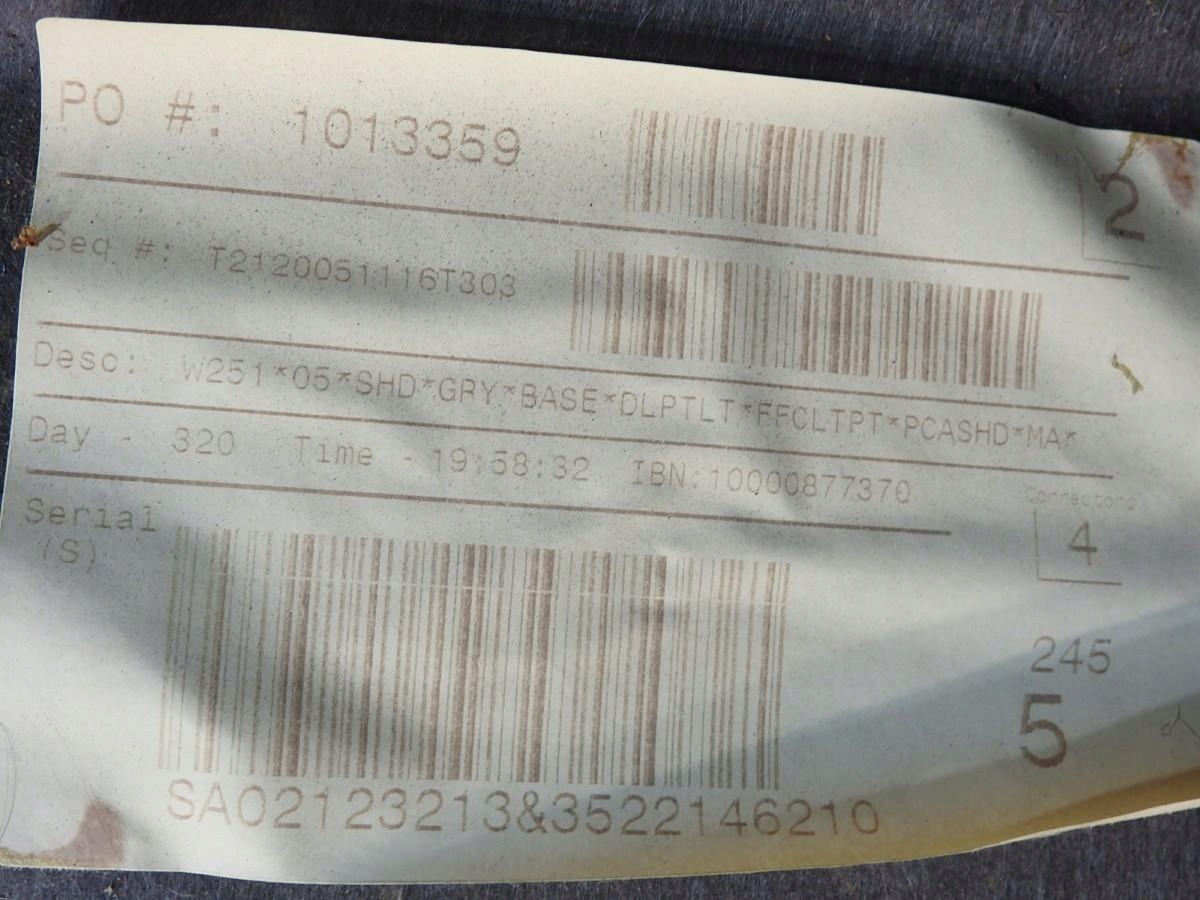 PO #: 1013359
2
Seq #: T2120051116T303
Desc: W251*05*SHD*GRY*BASE*DLPTLT*FFCLTPT*PCASHD*MA*
Day - 320 Time - 19:58:32 IBN:10000877370
Connectors
4
Serial
(S)
245
5
SA02123213&3522146210